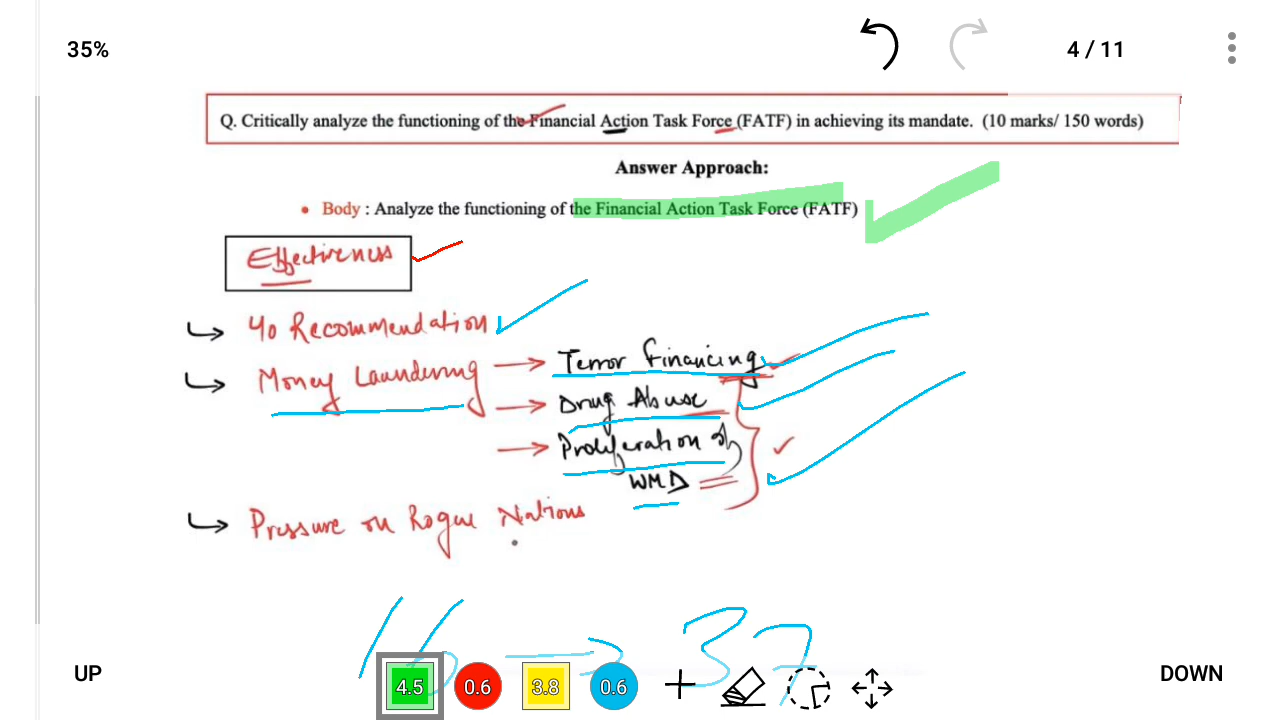 35%
4 / 11
Q. Critically analyze the functioning of the Financial Action Task Force (FATF) in achieving its mandate. (10 marks/ 150 words)
Answer Approach:
• Body : Analyze the functioning of the Financial Action Task Force (FATF)
Effectiveness
↳ 40 Recommendation
↳ Money Laundering → Terror Financing
→ Drug Abuse
→ Proliferation of
WMD
↳ Pressure on Rogue Nations
16 → 37
UP
4.5
0.6
3.8
0.6
DOWN